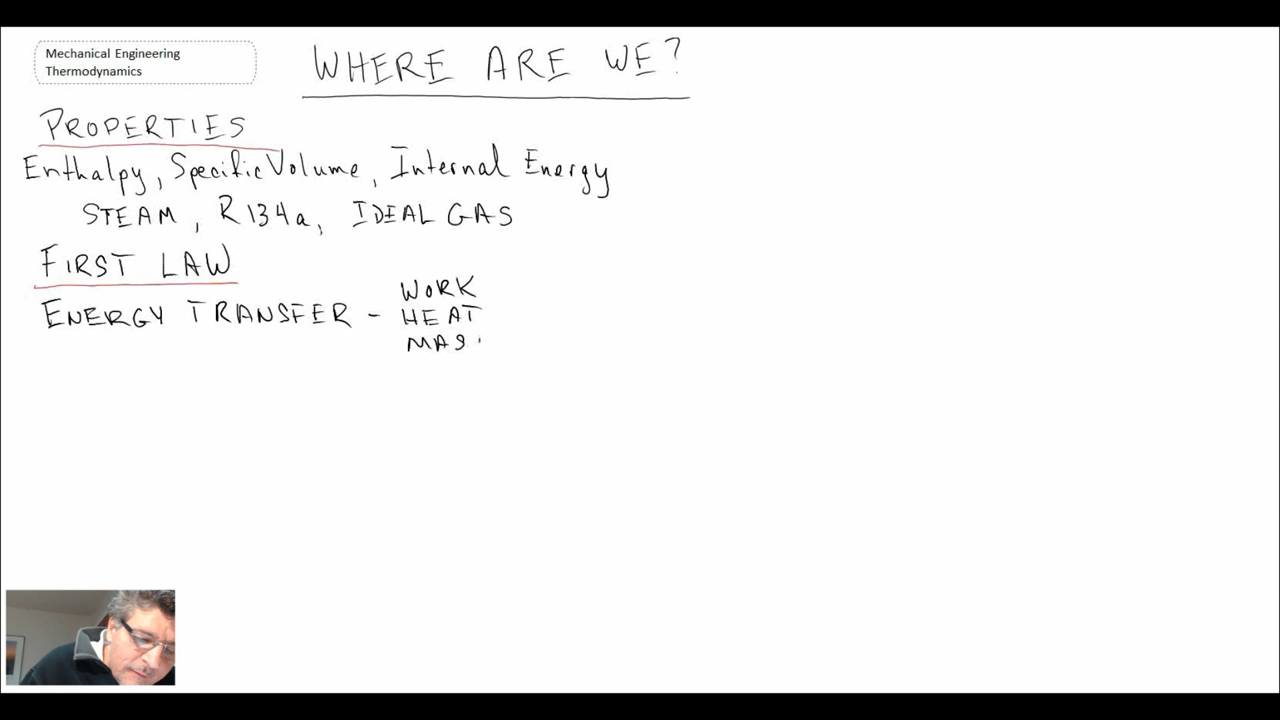 Mechanical Engineering
Thermodynamics
WHERE ARE WE?
PROPERTIES
Enthalpy, Specific Volume, Internal Energy
STEAM, R134a, IDEAL GAS
FIRST LAW
WORK
ENERGY TRANSFER - HEAT
MAS